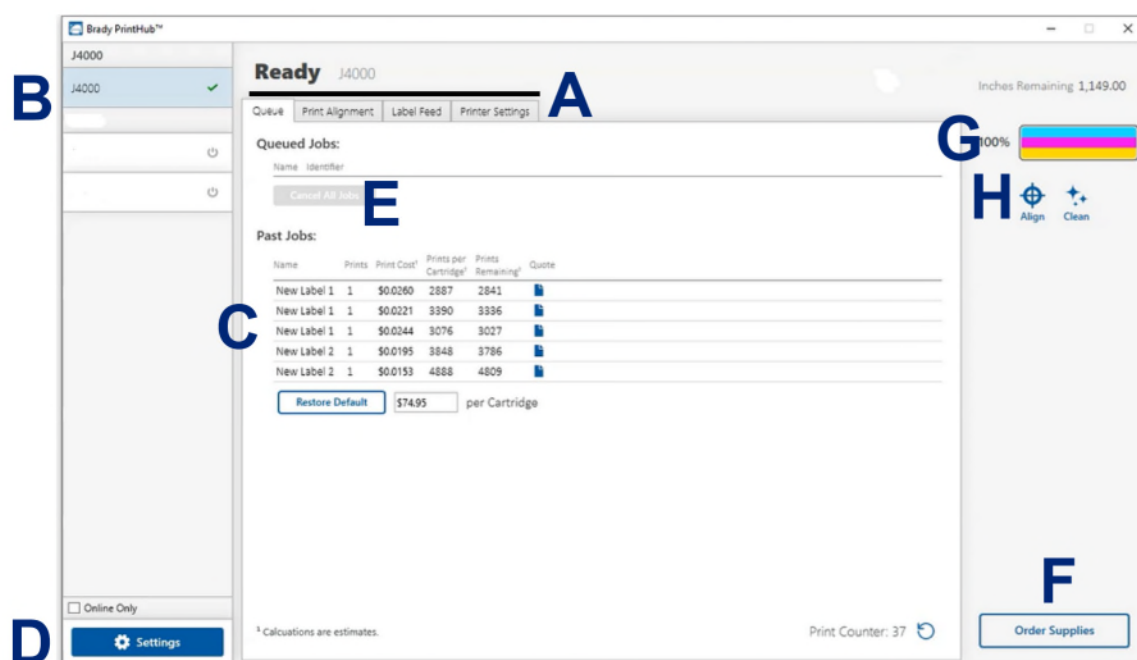 Brady PrintHub™
J4000
J4000
B
Ready J4000
Inches Remaining 1,149.00
A
Queue Print Alignment Label Feed Printer Settings
G
100%
Queued Jobs:
Name Identifier
Cancel All Jobs
E
H
Align Clean
Past Jobs:
Name Prints Print Cost¹ Prints per Cartridge¹ Prints Remaining¹ Quote
New Label 1 1 $0.0260 2887 2841
New Label 1 1 $0.0221 3390 3336
C
New Label 1 1 $0.0244 3076 3027
New Label 2 1 $0.0195 3848 3786
New Label 2 1 $0.0153 4888 4809
Restore Default $74.95 per Cartridge
F
Online Only
D
Settings
¹ Calcuations are estimates.
Print Counter: 37
Order Supplies